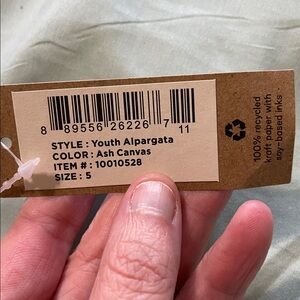 8 89556 26226 7 11
STYLE : Youth Alpargata
COLOR : Ash Canvas
ITEM # : 10010528
SIZE : 5
100% recycled
kraft paper with
soy based inks